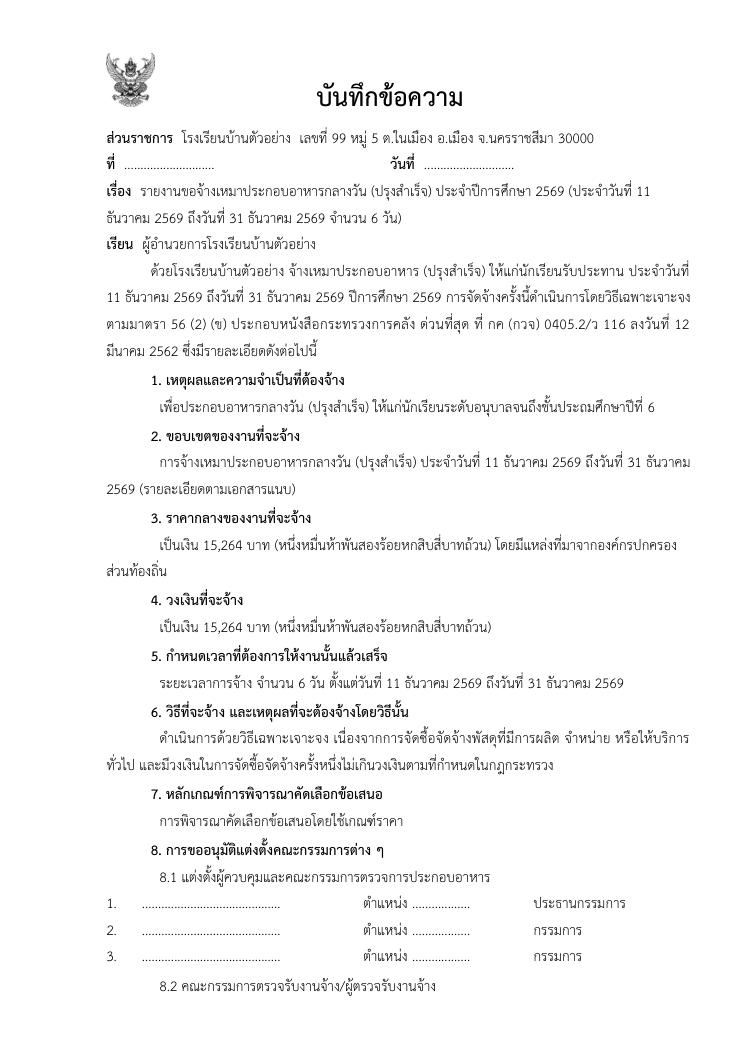 บันทึกข้อความ
ส่วนราชการ โรงเรียนบ้านตัวอย่าง เลขที่ 99 หมู่ 5 ต.ในเมือง อ.เมือง จ.นครราชสีมา 30000
ที่ ............................ วันที่ ............................
เรื่อง รายงานขอจ้างเหมาประกอบอาหารกลางวัน (ปรุงสำเร็จ) ประจำปีการศึกษา 2569 (ประจำวันที่ 11
ธันวาคม 2569 ถึงวันที่ 31 ธันวาคม 2569 จำนวน 6 วัน)
เรียน ผู้อำนวยการโรงเรียนบ้านตัวอย่าง
ด้วยโรงเรียนบ้านตัวอย่าง จ้างเหมาประกอบอาหาร (ปรุงสำเร็จ) ให้แก่นักเรียนรับประทาน ประจำวันที่
11 ธันวาคม 2569 ถึงวันที่ 31 ธันวาคม 2569 ปีการศึกษา 2569 การจัดจ้างครั้งนี้ดำเนินการโดยวิธีเฉพาะเจาะจง
ตามมาตรา 56 (2) (ข) ประกอบหนังสือกระทรวงการคลัง ด่วนที่สุด ที่ กค (กวจ) 0405.2/ว 116 ลงวันที่ 12
มีนาคม 2562 ซึ่งมีรายละเอียดดังต่อไปนี้
1. เหตุผลและความจำเป็นที่ต้องจ้าง
เพื่อประกอบอาหารกลางวัน (ปรุงสำเร็จ) ให้แก่นักเรียนระดับอนุบาลจนถึงชั้นประถมศึกษาปีที่ 6
2. ขอบเขตของงานที่จะจ้าง
การจ้างเหมาประกอบอาหารกลางวัน (ปรุงสำเร็จ) ประจำวันที่ 11 ธันวาคม 2569 ถึงวันที่ 31 ธันวาคม
2569 (รายละเอียดตามเอกสารแนบ)
3. ราคากลางของงานที่จะจ้าง
เป็นเงิน 15,264 บาท (หนึ่งหมื่นห้าพันสองร้อยหกสิบสี่บาทถ้วน) โดยมีแหล่งที่มาจากองค์กรปกครอง
ส่วนท้องถิ่น
4. วงเงินที่จะจ้าง
เป็นเงิน 15,264 บาท (หนึ่งหมื่นห้าพันสองร้อยหกสิบสี่บาทถ้วน)
5. กำหนดเวลาที่ต้องการให้งานนั้นแล้วเสร็จ
ระยะเวลาการจ้าง จำนวน 6 วัน ตั้งแต่วันที่ 11 ธันวาคม 2569 ถึงวันที่ 31 ธันวาคม 2569
6. วิธีที่จะจ้าง และเหตุผลที่จะต้องจ้างโดยวิธีนั้น
ดำเนินการด้วยวิธีเฉพาะเจาะจง เนื่องจากการจัดซื้อจัดจ้างพัสดุที่มีการผลิต จำหน่าย หรือให้บริการ
ทั่วไป และมีวงเงินในการจัดซื้อจัดจ้างครั้งหนึ่งไม่เกินวงเงินตามที่กำหนดในกฎกระทรวง
7. หลักเกณฑ์การพิจารณาคัดเลือกข้อเสนอ
การพิจารณาคัดเลือกข้อเสนอโดยใช้เกณฑ์ราคา
8. การขออนุมัติแต่งตั้งคณะกรรมการต่าง ๆ
8.1 แต่งตั้งผู้ควบคุมและคณะกรรมการตรวจการประกอบอาหาร
1. ........................................... ตำแหน่ง .................. ประธานกรรมการ
2. ........................................... ตำแหน่ง .................. กรรมการ
3. ........................................... ตำแหน่ง .................. กรรมการ
8.2 คณะกรรมการตรวจรับงานจ้าง/ผู้ตรวจรับงานจ้าง